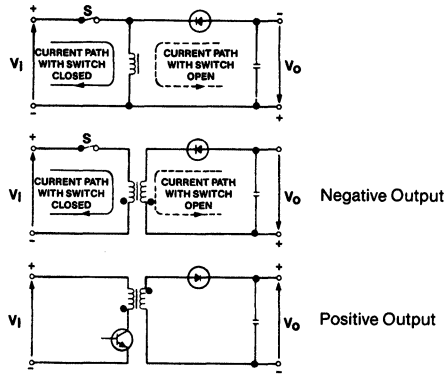 + S −
CURRENT PATH
WITH SWITCH
CLOSED
CURRENT PATH
WITH SWITCH
OPEN
VI
VO
− +
+ S −
CURRENT PATH
WITH SWITCH
CLOSED
CURRENT PATH
WITH SWITCH
OPEN
VI
VO
Negative Output
− +
+ +
VI
VO
Positive Output
− −